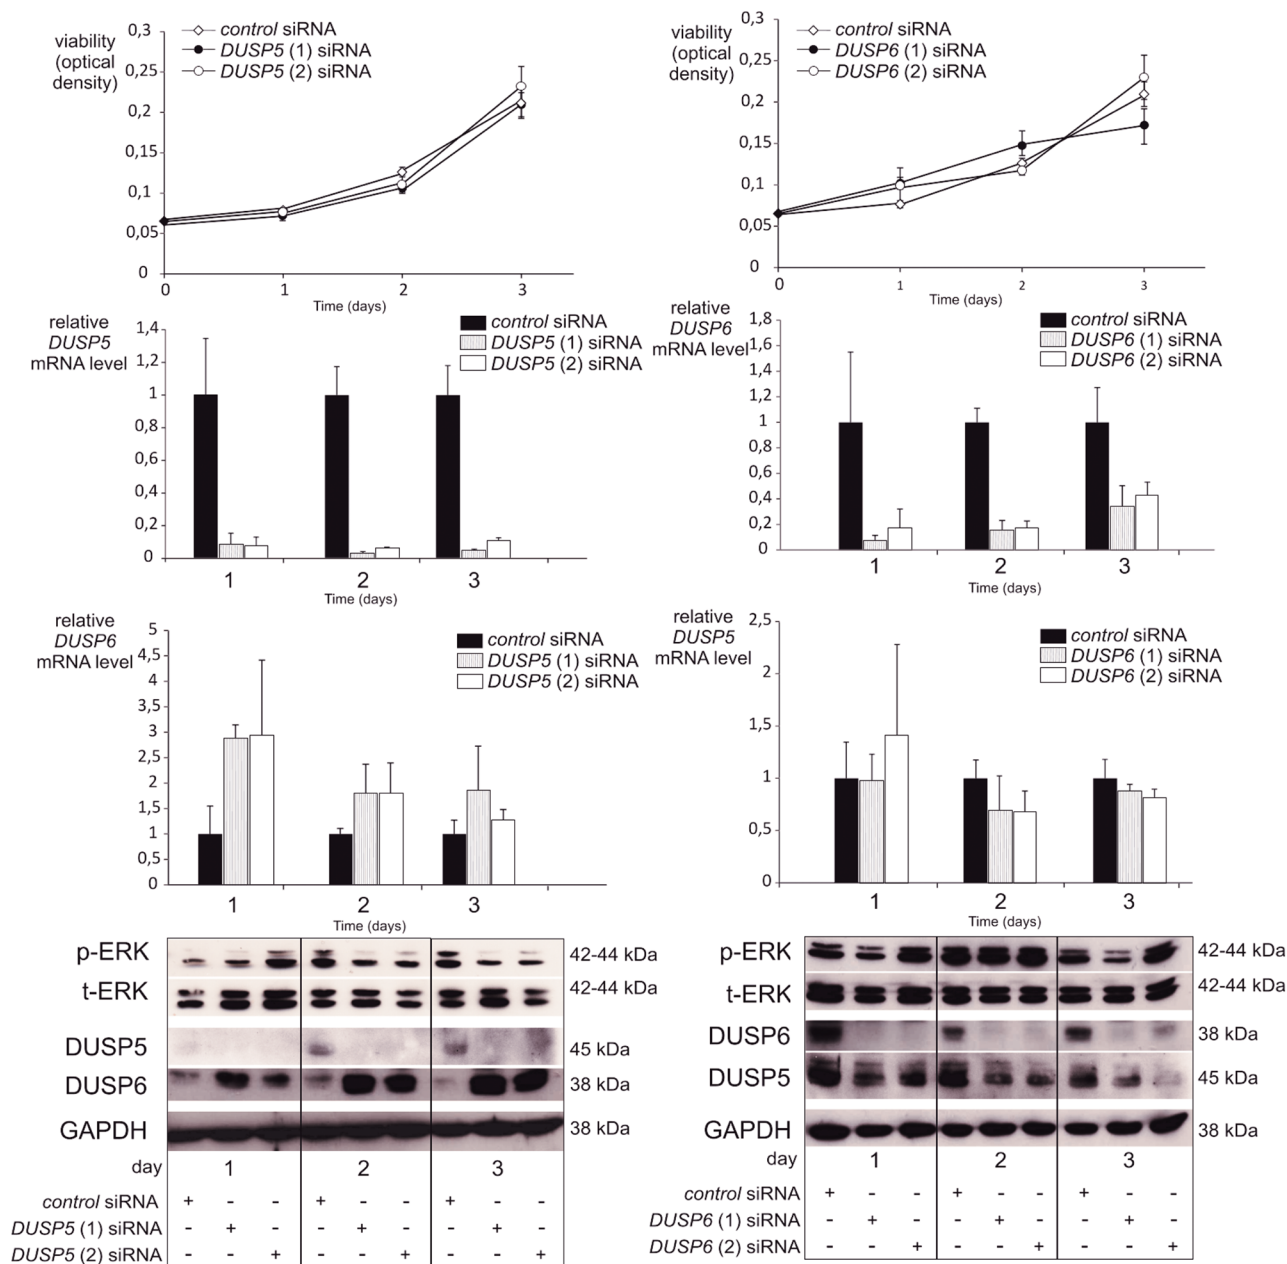 viability
(optical
density)
control siRNA
DUSP5 (1) siRNA
DUSP5 (2) siRNA
0,3
0,25
0,2
0,15
0,1
0,05
0
0 1 2 3
Time (days)
viability
(optical
density)
control siRNA
DUSP6 (1) siRNA
DUSP6 (2) siRNA
0,3
0,25
0,2
0,15
0,1
0,05
0
0 1 2 3
Time (days)
relative
DUSP5
mRNA level
control siRNA
DUSP5 (1) siRNA
DUSP5 (2) siRNA
1,4
1,2
1
0,8
0,6
0,4
0,2
0
1 2 3
Time (days)
relative
DUSP6
mRNA level
control siRNA
DUSP6 (1) siRNA
DUSP6 (2) siRNA
1,8
1,6
1,4
1,2
1
0,8
0,6
0,4
0,2
0
1 2 3
Time (days)
relative
DUSP6
mRNA level
control siRNA
DUSP5 (1) siRNA
DUSP5 (2) siRNA
5
4,5
4
3,5
3
2,5
2
1,5
1
0,5
0
1 2 3
Time (days)
relative
DUSP5
mRNA level
control siRNA
DUSP6 (1) siRNA
DUSP6 (2) siRNA
2,5
2
1,5
1
0,5
0
1 2 3
Time (days)
p-ERK 42-44 kDa
t-ERK 42-44 kDa
DUSP5 45 kDa
DUSP6 38 kDa
GAPDH 38 kDa
day 1 2 3
control siRNA + - - + - - + - -
DUSP5 (1) siRNA - + - - + - - + -
DUSP5 (2) siRNA - - + - - + - - +
p-ERK 42-44 kDa
t-ERK 42-44 kDa
DUSP6 38 kDa
DUSP5 45 kDa
GAPDH 38 kDa
day 1 2 3
control siRNA + - - + - - + - -
DUSP6 (1) siRNA - + - - + - - + -
DUSP6 (2) siRNA - - + - - + - - +